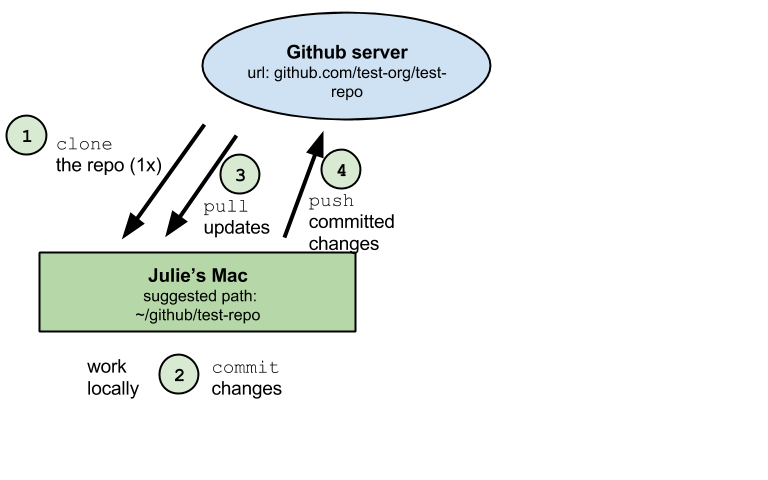 Github server
url: github.com/test-org/test-
repo
1
clone
the repo (1x)
3
pull
updates
4
push
committed
changes
Julie’s Mac
suggested path:
~/github/test-repo
work
locally
2
commit
changes